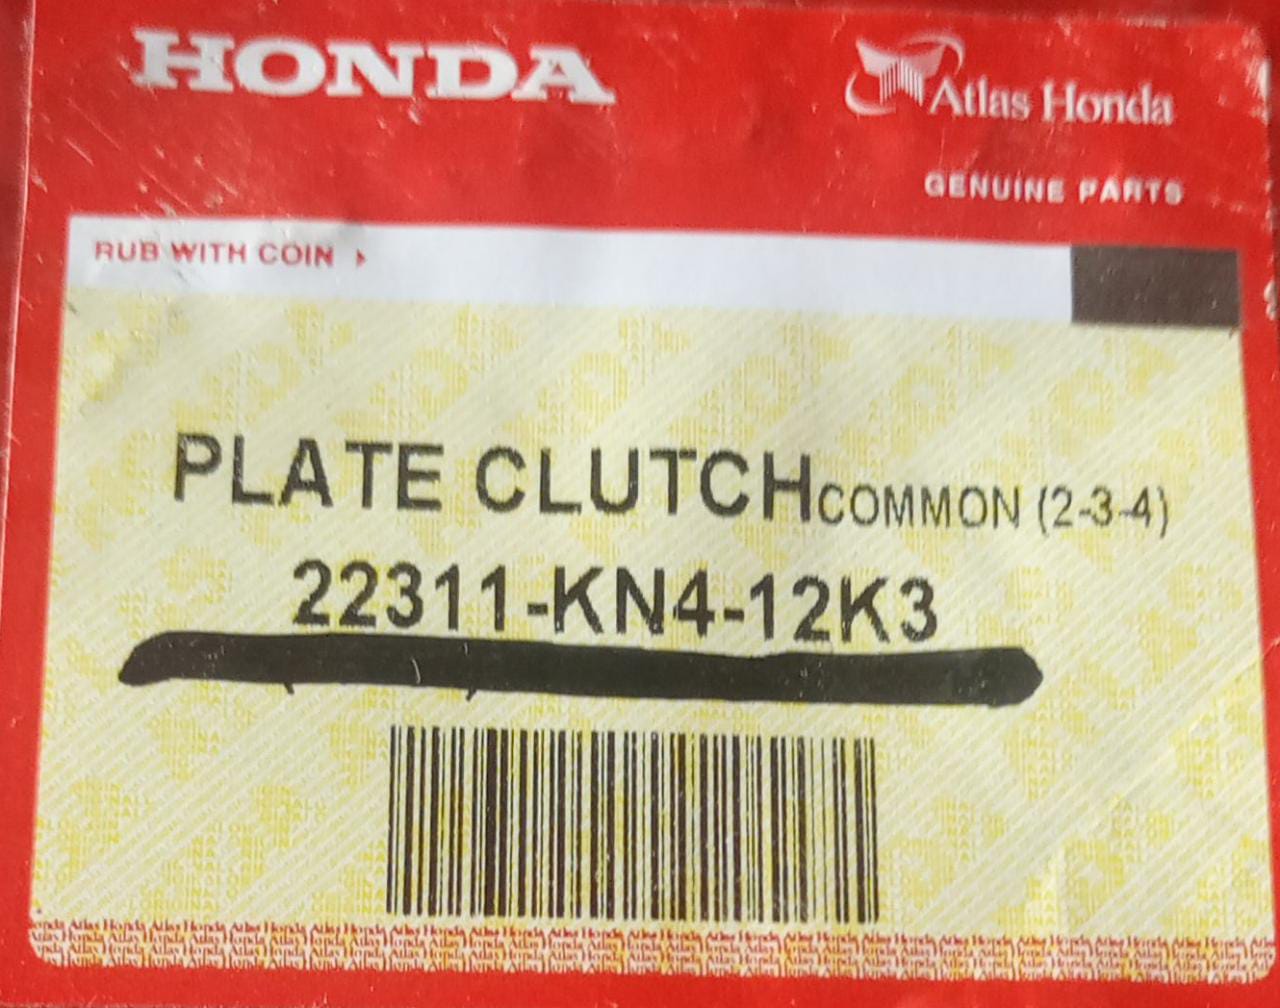 HONDA
Atlas Honda
GENUINE PARTS
RUB WITH COIN
PLATE CLUTCH COMMON (2-3-4)
22311-KN4-12K3